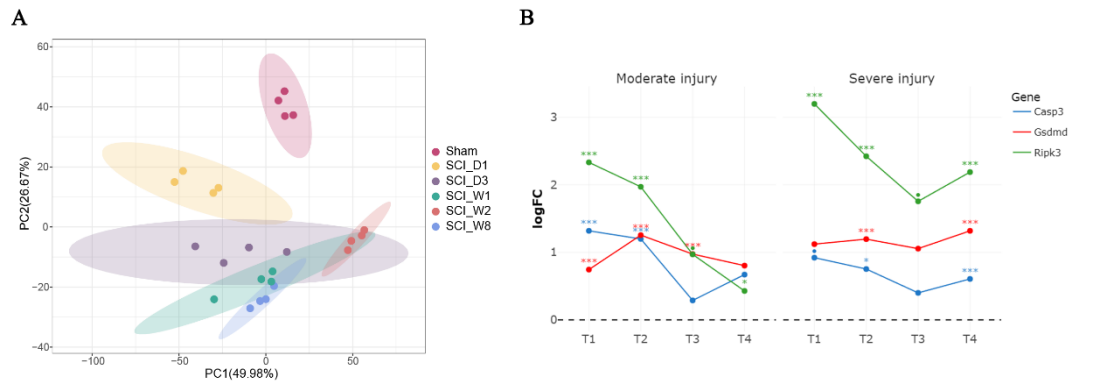 A
B
60
40
20
0
−20
−40
−100
−50
0
50
PC2(26.67%)
PC1(49.98%)
Sham
SCI_D1
SCI_D3
SCI_W1
SCI_W2
SCI_W8
Moderate injury
Severe injury
logFC
3
2
1
0
***
***
***
***
***
***
***
*
*
***
***
***
***
***
*
***
T1
T2
T3
T4
T1
T2
T3
T4
Gene
Casp3
Gsdmd
Ripk3